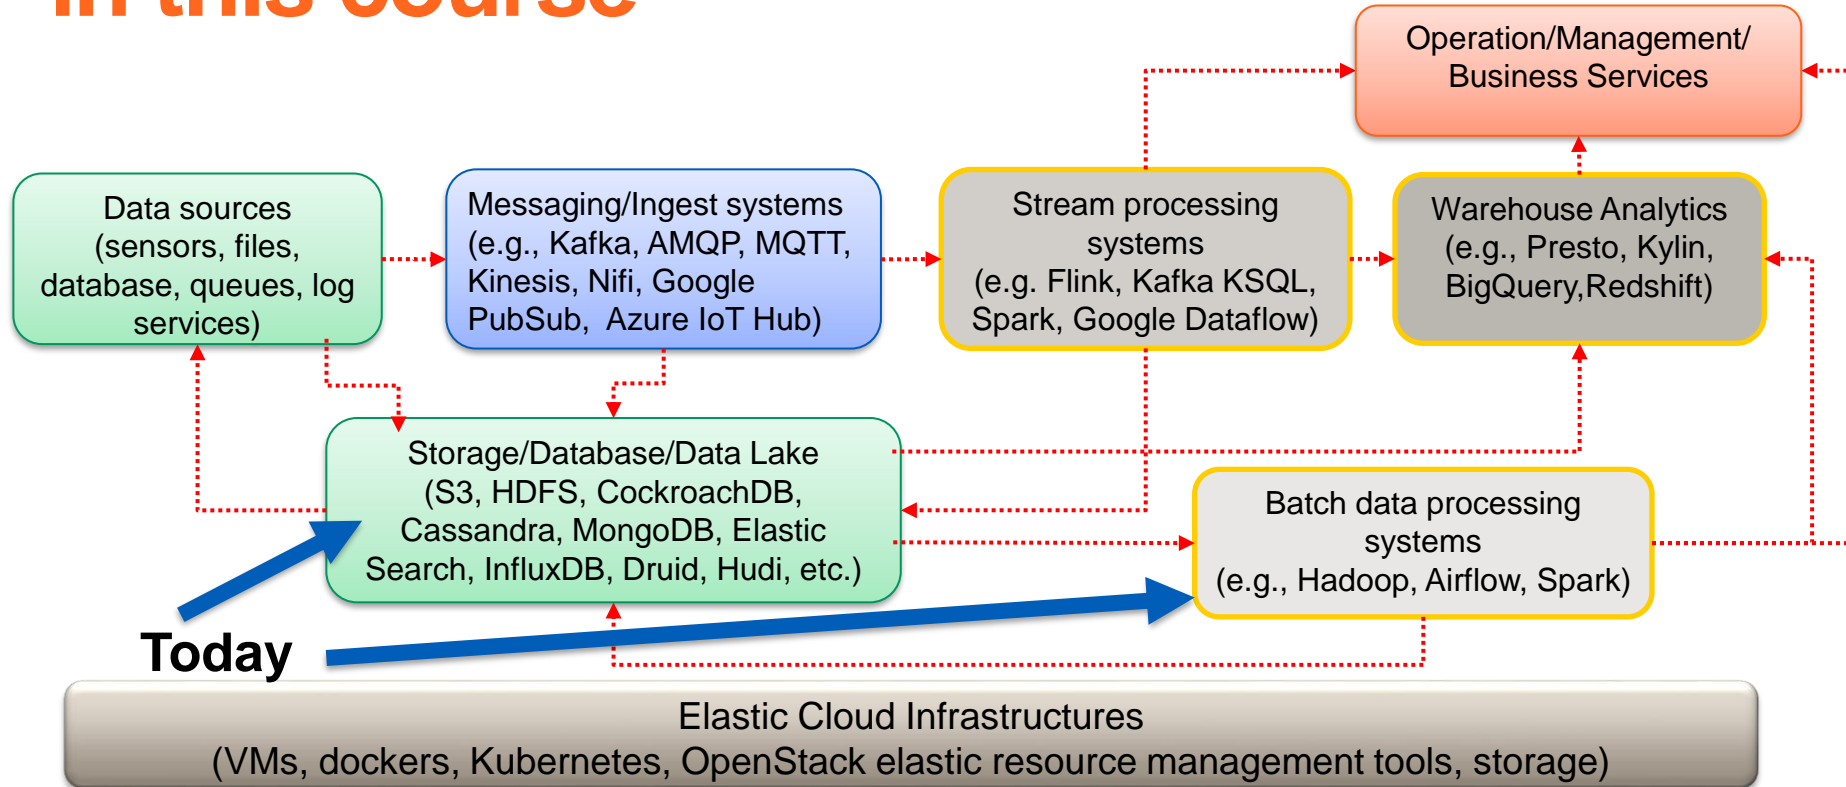 in this course
Operation/Management/
Business Services
Data sources
(sensors, files,
database, queues, log
services)
Messaging/Ingest systems
(e.g., Kafka, AMQP, MQTT,
Kinesis, Nifi, Google
PubSub, Azure IoT Hub)
Stream processing
systems
(e.g. Flink, Kafka KSQL,
Spark, Google Dataflow)
Warehouse Analytics
(e.g., Presto, Kylin,
BigQuery,Redshift)
Storage/Database/Data Lake
(S3, HDFS, CockroachDB,
Cassandra, MongoDB, Elastic
Search, InfluxDB, Druid, Hudi, etc.)
Batch data processing
systems
(e.g., Hadoop, Airflow, Spark)
Today
Elastic Cloud Infrastructures
(VMs, dockers, Kubernetes, OpenStack elastic resource management tools, storage)